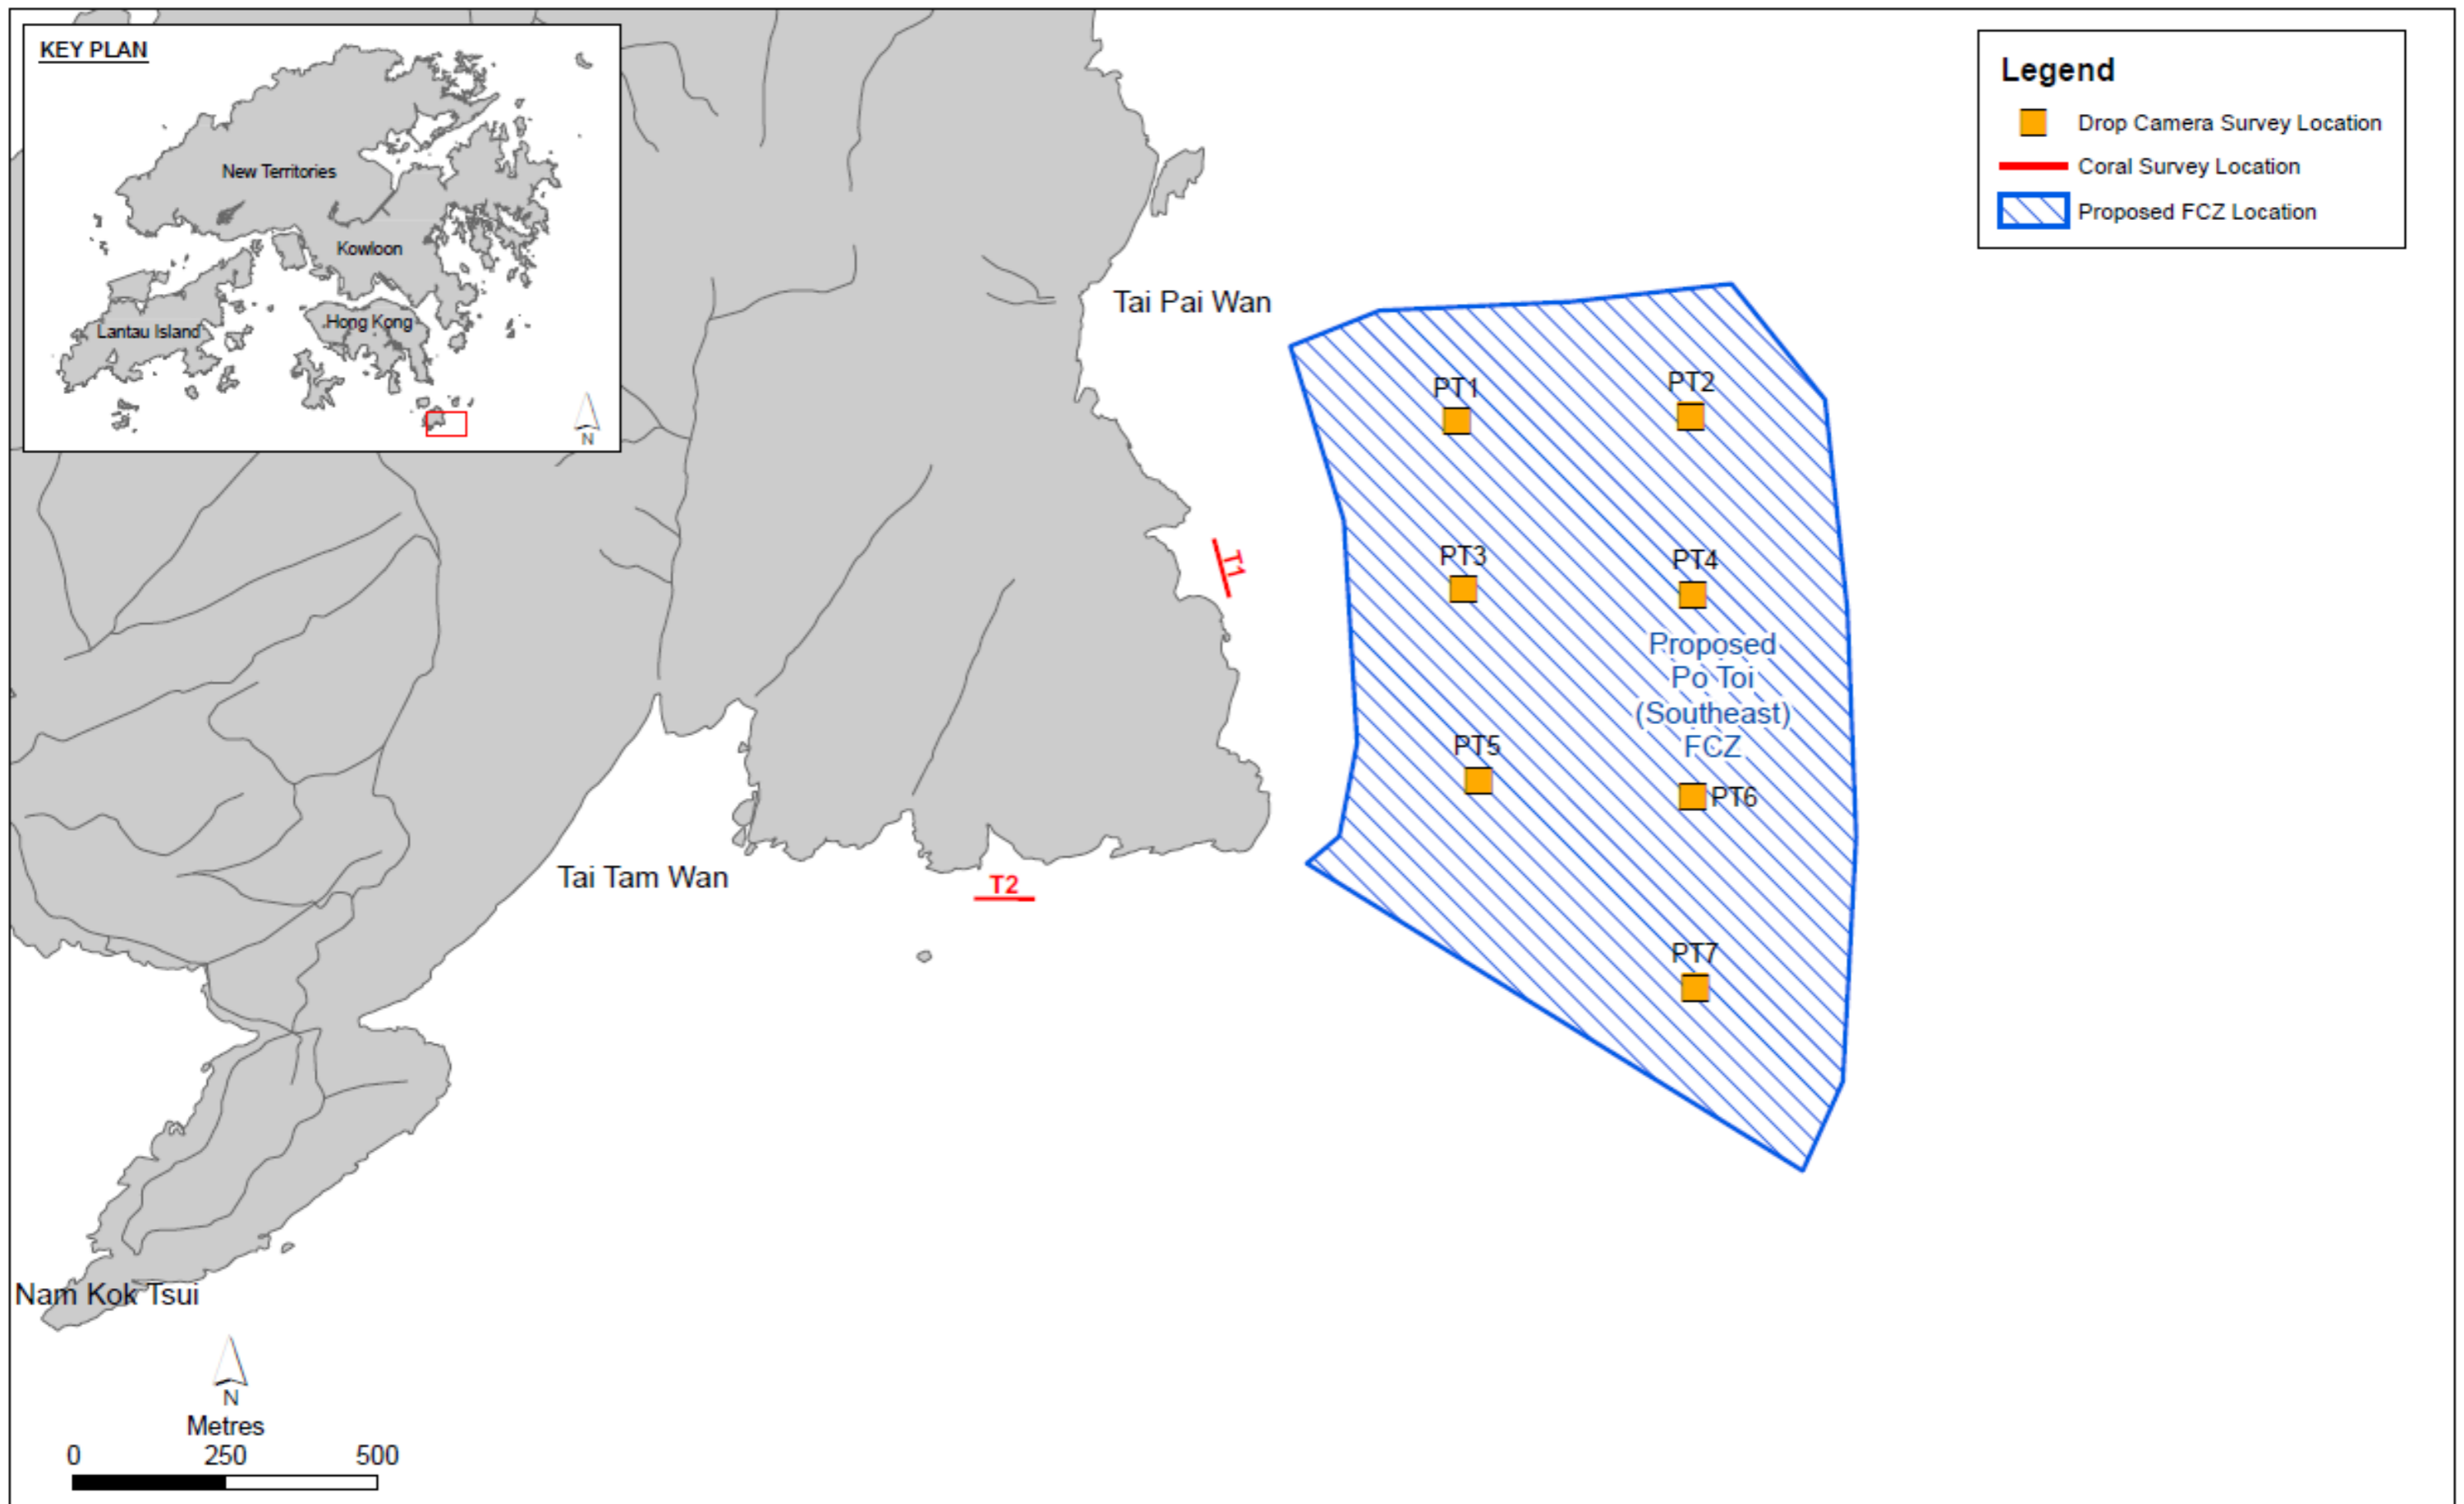 KEY PLAN
New Territories
Kowloon
Hong Kong
Lantau Island
N
Legend
Drop Camera Survey Location
Coral Survey Location
Proposed FCZ Location
Tai Pai Wan
PT1
PT2
T1
PT3
PT4
Proposed
Po Toi
(Southeast)
FCZ
PT5
PT6
Tai Tam Wan
T2
PT7
Nam Kok Tsui
N
Metres
0 250 500